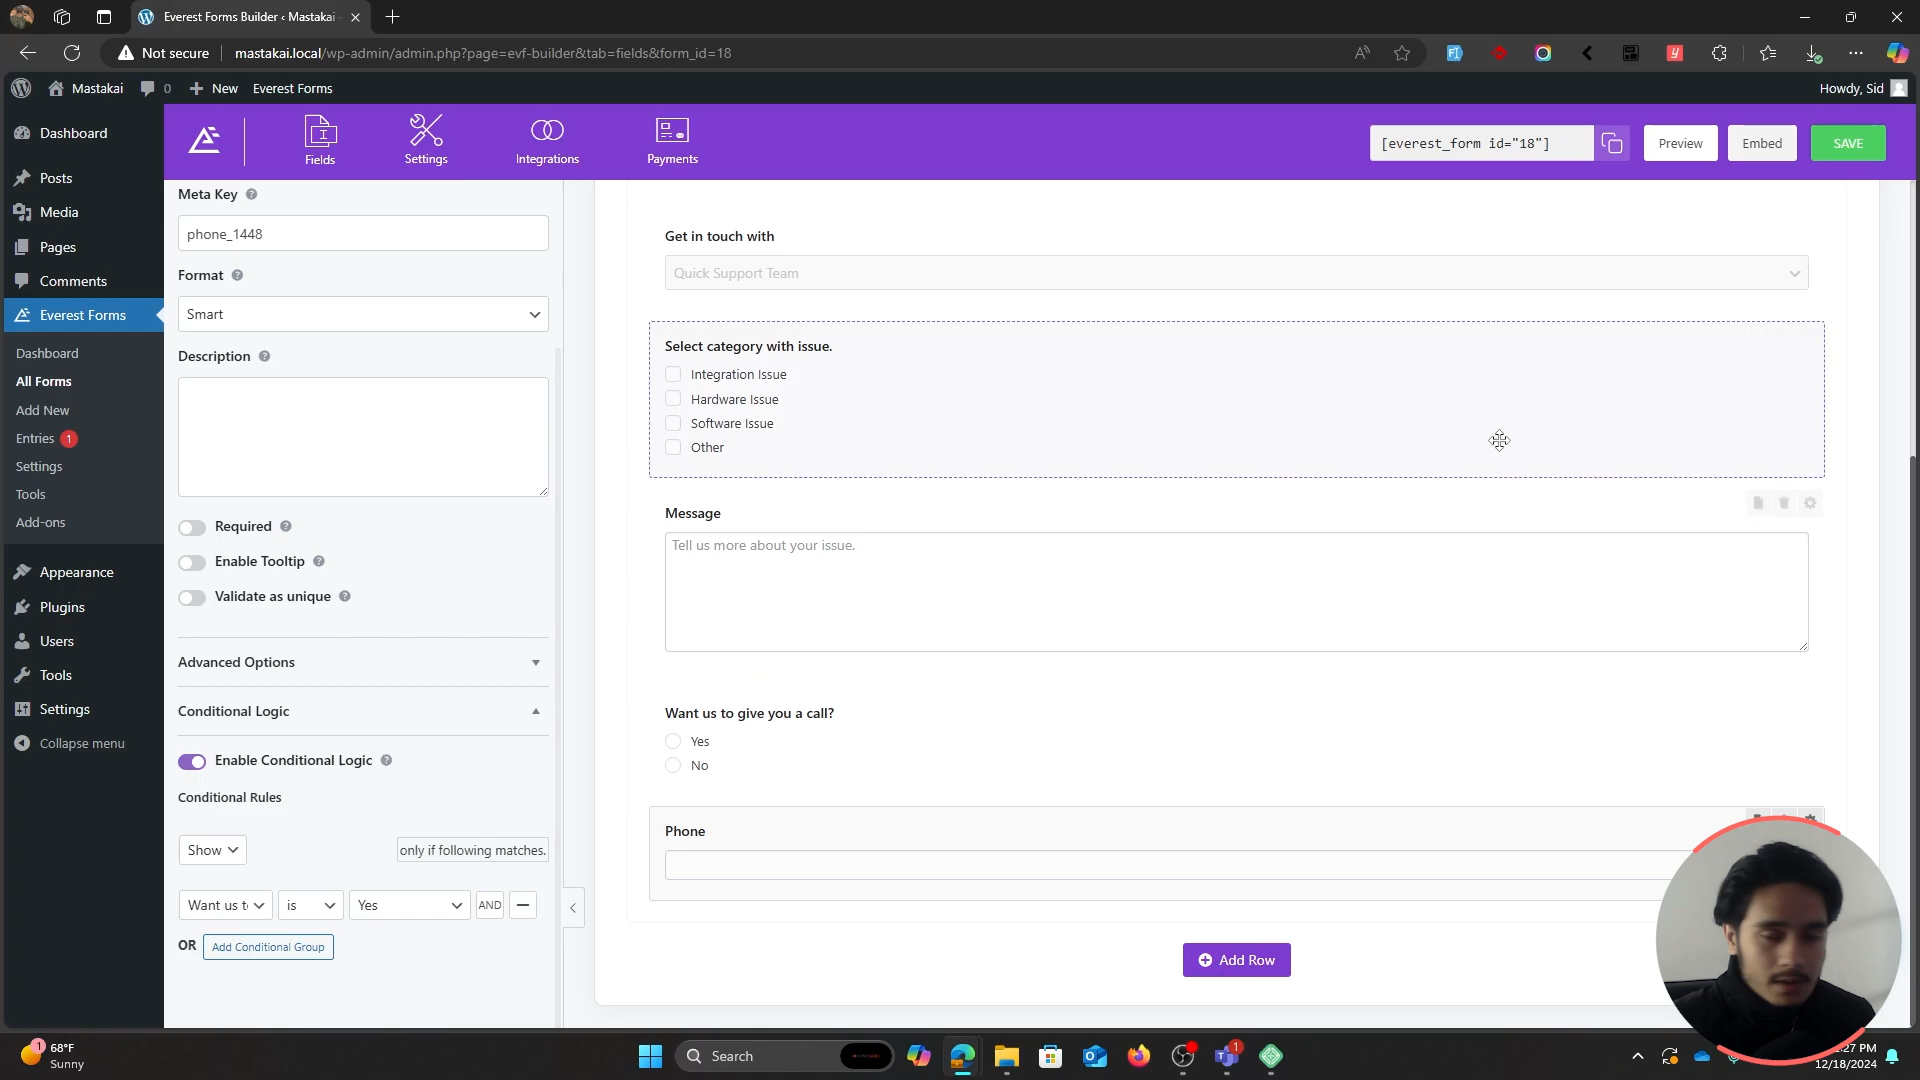 Everest Forms Builder ‹ Mastakai
Not secure
mastakai.local/wp-admin/admin.php?page=evf-builder&tab=fields&form_id=18
Mastakai
0
New
Everest Forms
Howdy, Sid
Dashboard
Posts
Media
Pages
Comments
Everest Forms
Dashboard
All Forms
Add New
Entries 1
Settings
Tools
Add-ons
Appearance
Plugins
Users
Tools
Settings
Collapse menu
Fields
Settings
Integrations
Payments
[everest_form id="18"]
Preview
Embed
SAVE
Meta Key
phone_1448
Format
Smart
Description
Required
Enable Tooltip
Validate as unique
Advanced Options
Conditional Logic
Enable Conditional Logic
Conditional Rules
Show
only if following matches.
Want us t
is
Yes
AND
OR
Add Conditional Group
Get in touch with
Quick Support Team
Select category with issue.
Integration Issue
Hardware Issue
Software Issue
Other
Message
Tell us more about your issue.
Want us to give you a call?
Yes
No
Phone
Add Row
1
68°F
Sunny
Search
1
:27 PM
12/18/2024